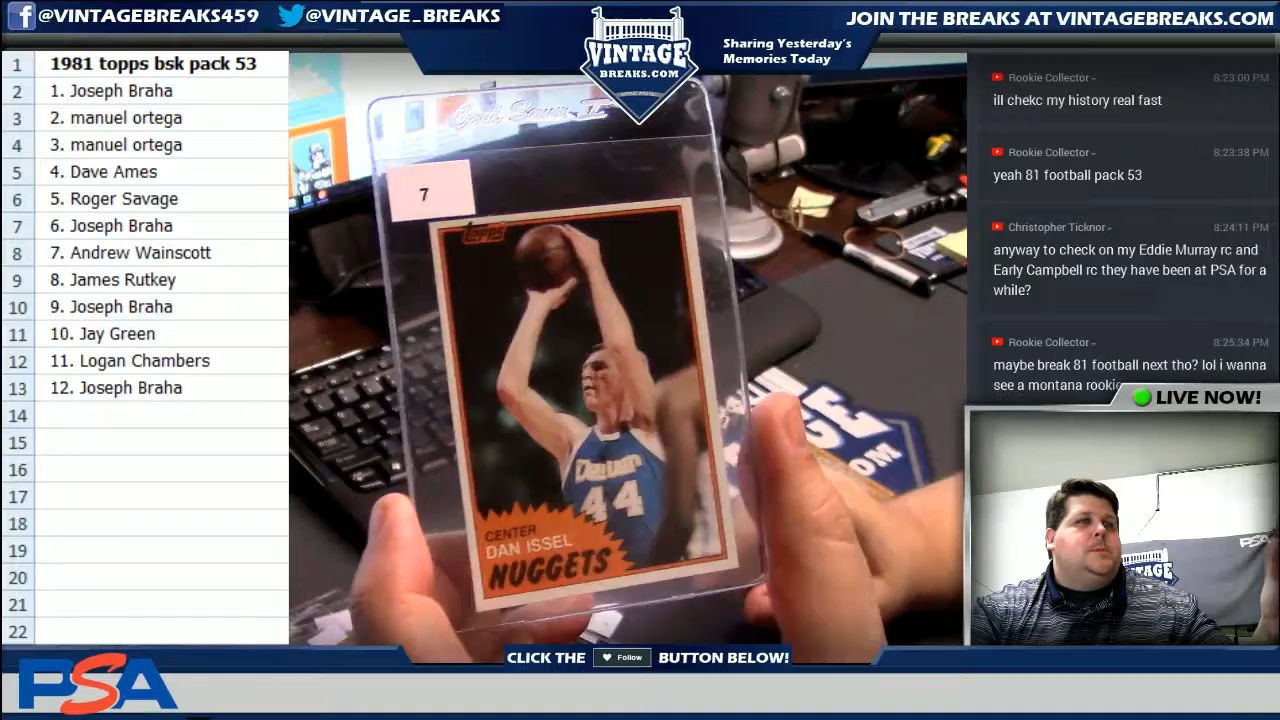 @VINTAGEBREAKS459
@VINTAGE_BREAKS
VINTAGE
BREAKS.COM
Sharing Yesterday's
Memories Today
JOIN THE BREAKS AT VINTAGEBREAKS.COM
1 1981 topps bsk pack 53
2 1. Joseph Braha
3 2. manuel ortega
4 3. manuel ortega
5 4. Dave Ames
6 5. Roger Savage
7 6. Joseph Braha
8 7. Andrew Wainscott
9 8. James Rutkey
10 9. Joseph Braha
11 10. Jay Green
12 11. Logan Chambers
13 12. Joseph Braha
14
15
16
17
18
19
20
21
22
7
TOPPS
Denver
44
CENTER
DAN ISSEL
NUGGETS
Rookie Collector- 8:23:00 PM
ill chekc my history real fast
Rookie Collector- 8:23:38 PM
yeah 81 football pack 53
Christopher Ticknor- 8:24:11 PM
anyway to check on my Eddie Murray rc and
Early Campbell rc they have been at PSA for a
while?
Rookie Collector- 8:25:34 PM
maybe break 81 football next tho? lol i wanna
see a montana rookie
LIVE NOW!
VINTAGE
PSA
CLICK THE Follow BUTTON BELOW!
PSA